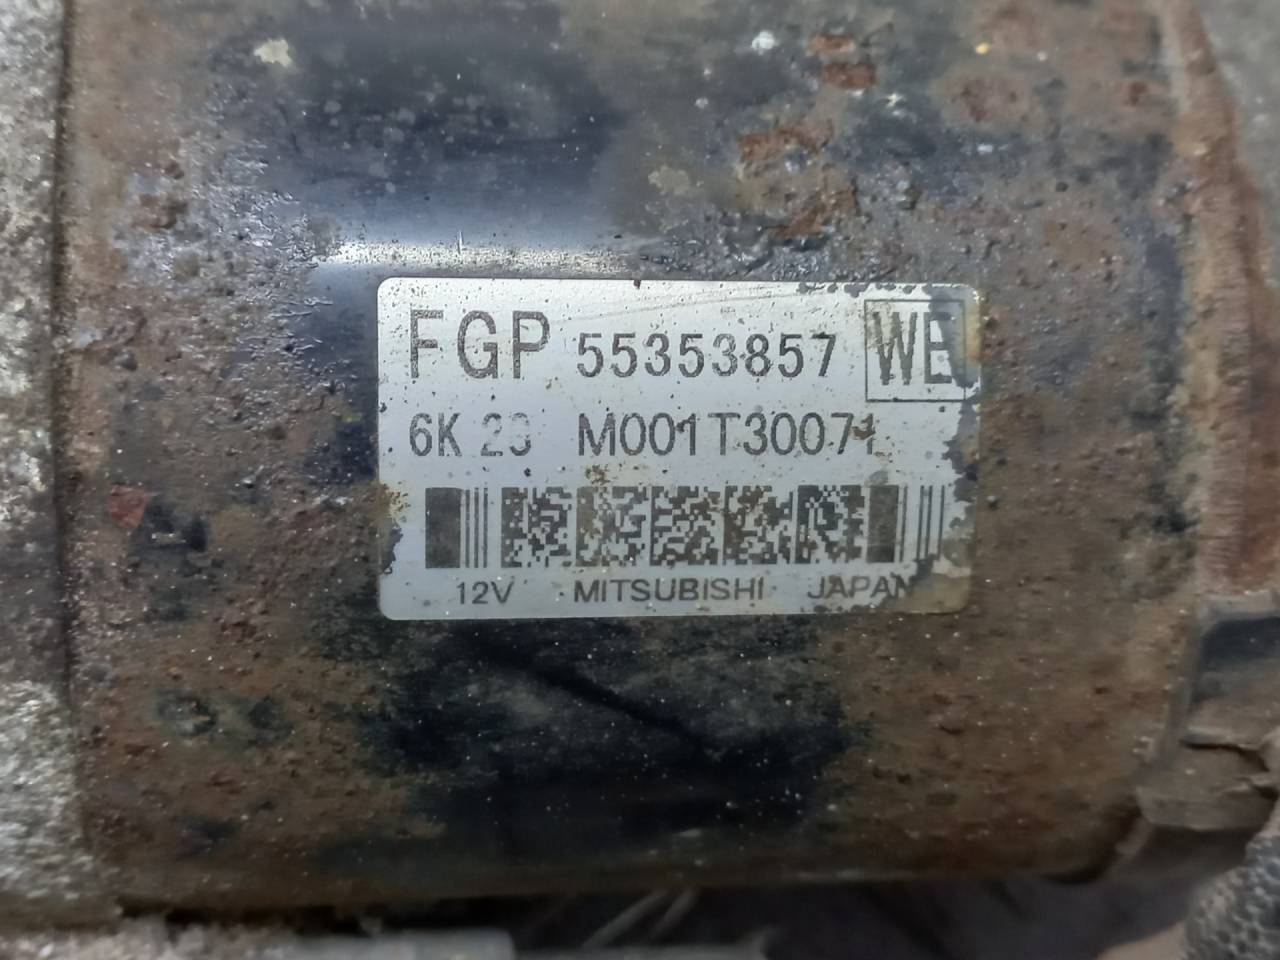 FGP 55353857 WE
6K 23 M001T30071
12V MITSUBISHI JAPAN